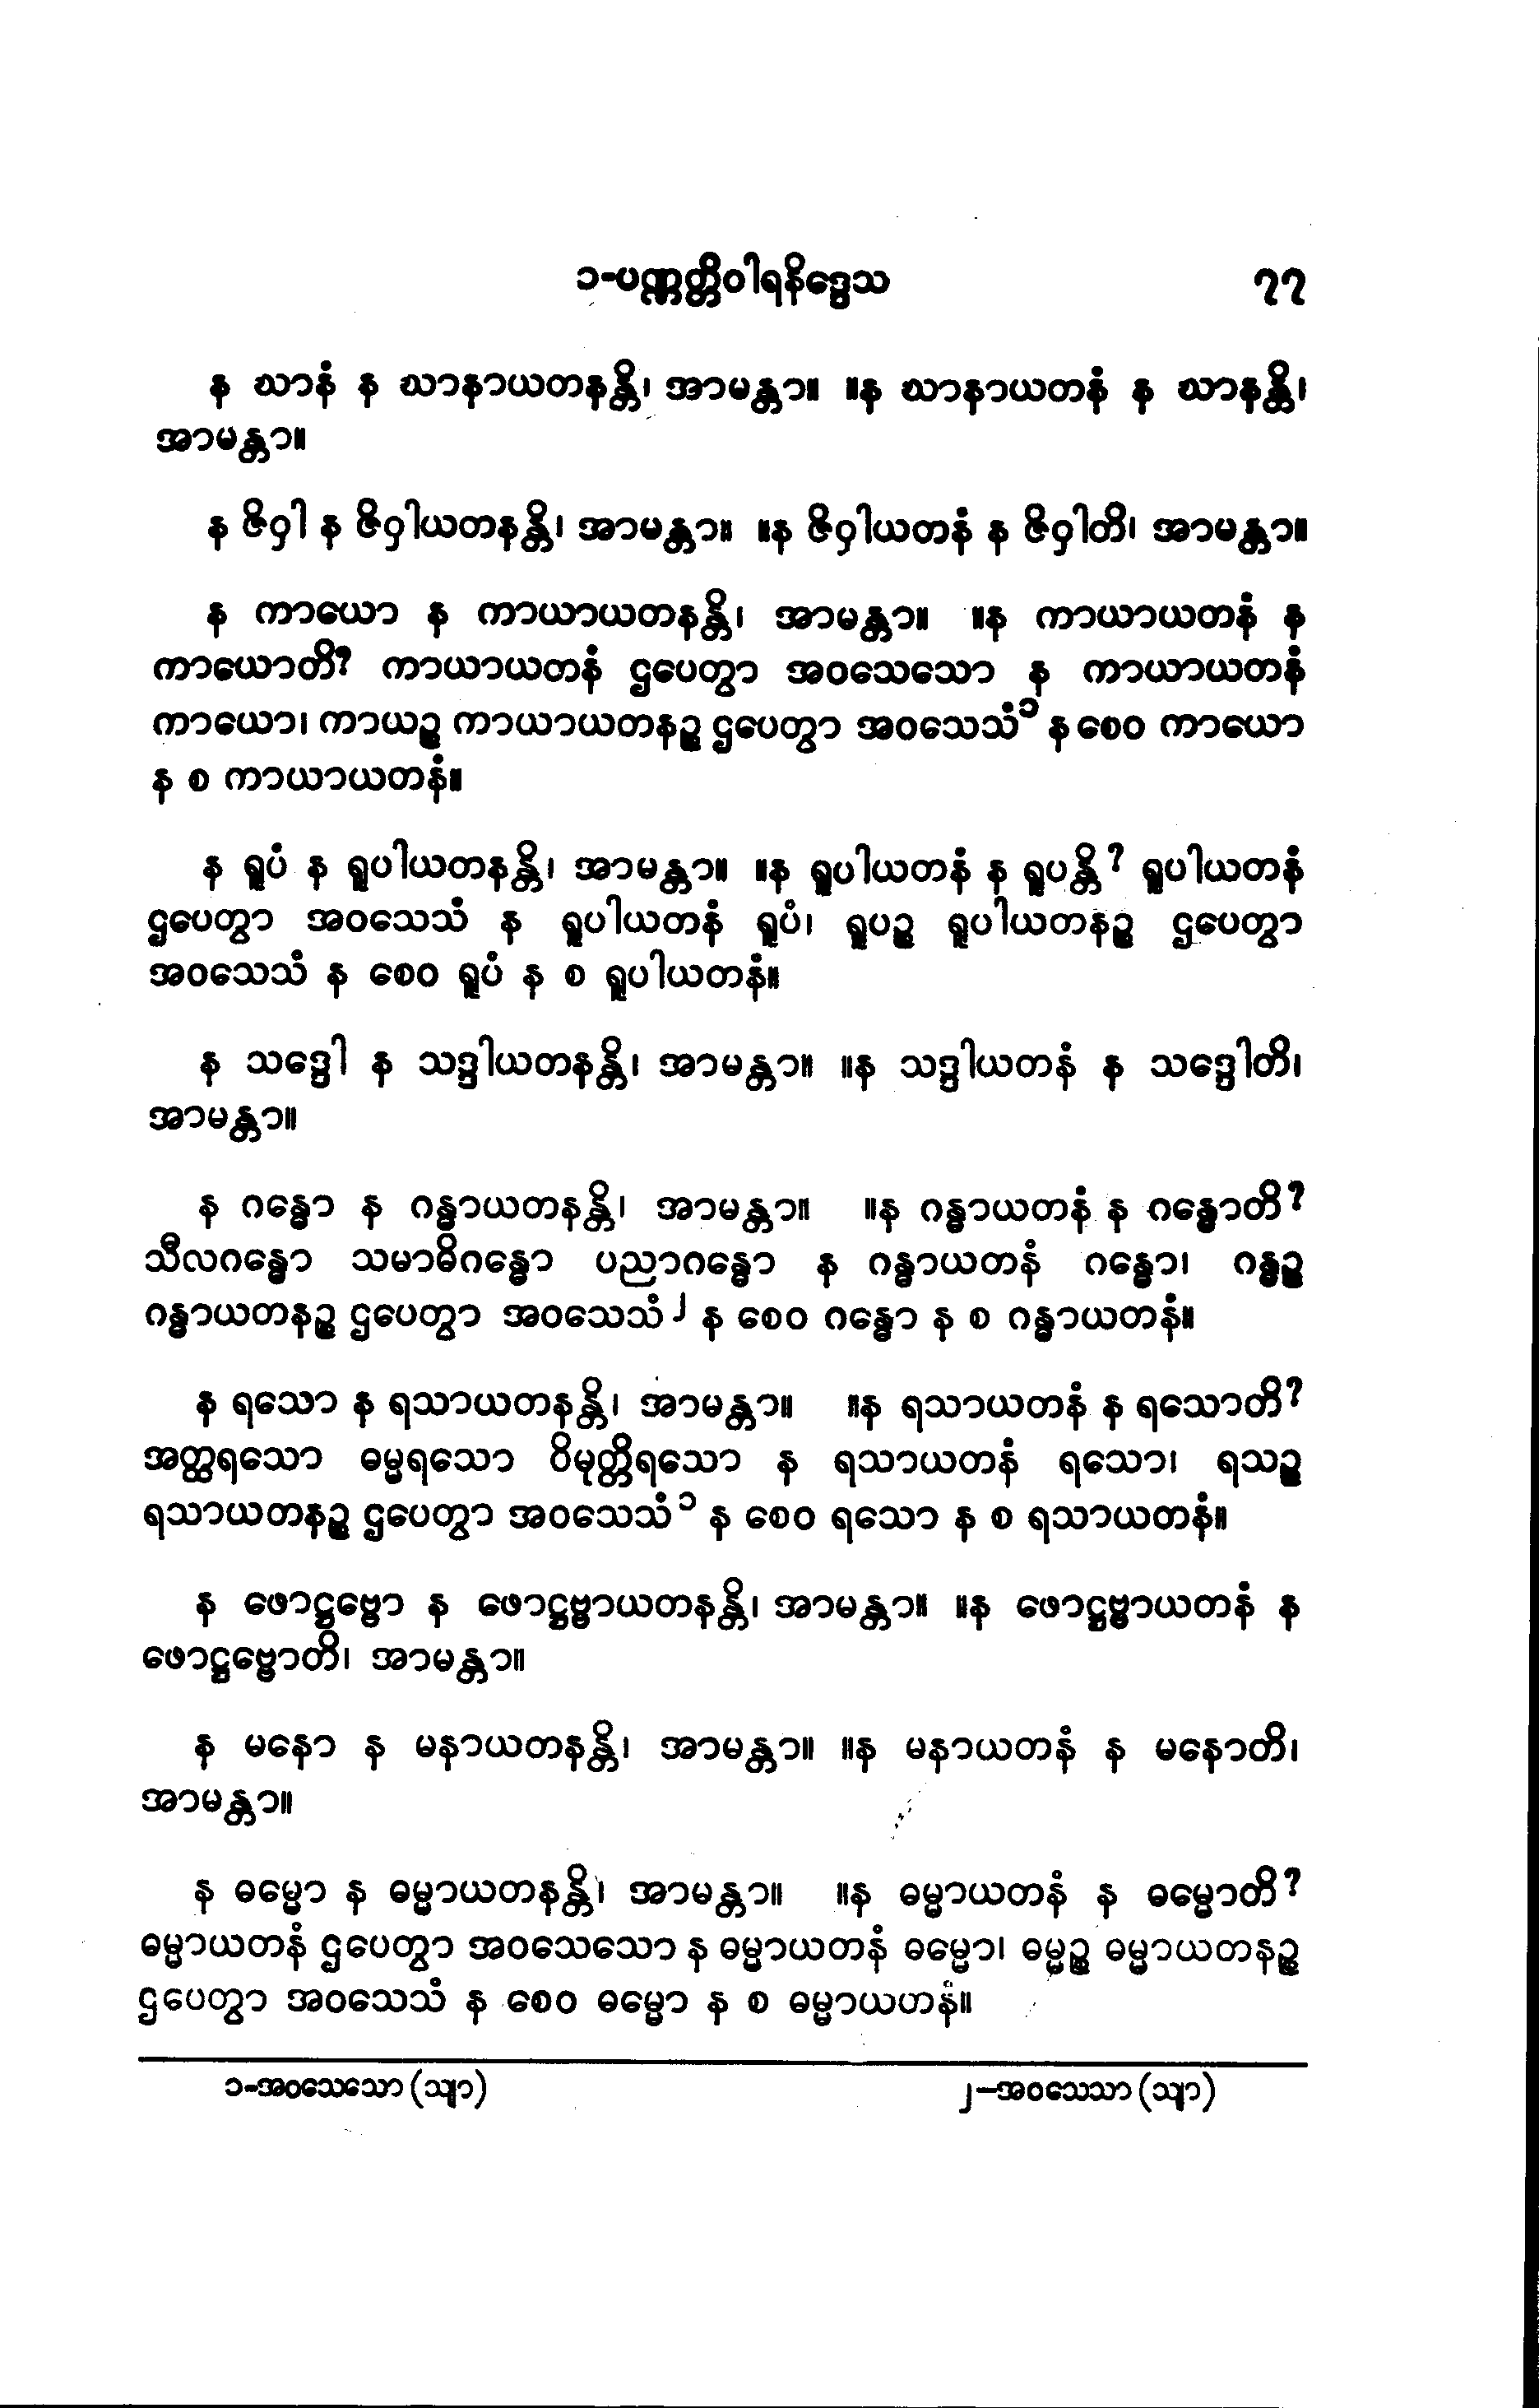 ၁-ပဏ္ဏတ္တိဝါရနိဒ္ဒေသ ၇၇
န ဃာနံ န ဃာနာယတနန္တိ၊ အာမန္တာ။ ။န ဃာနာယတနံ န ဃာနန္တိ၊
အာမန္တာ။
န ဇိဝှါ န ဇိဝှါယတနန္တိ၊ အာမန္တာ။ ။န ဇိဝှါယတနံ န ဇိဝှါတိ၊ အာမန္တာ။
န ကာယော န ကာယာယတနန္တိ၊ အာမန္တာ။ ။န ကာယာယတနံ န
ကာယောတိ? ကာယာယတနံ ဌပေတွာ အဝသေသော န ကာယာယတနံ
ကာယော၊ ကာယဉ္စ ကာယာယတနဉ္စ ဌပေတွာ အဝသေသံ၁ န စေဝ ကာယော
န စ ကာယာယတနံ။
န ရူပံ န ရူပါယတနန္တိ၊ အာမန္တာ။ ။န ရူပါယတနံ န ရူပန္တိ? ရူပါယတနံ
ဌပေတွာ အဝသေသံ န ရူပါယတနံ ရူပံ၊ ရူပဉ္စ ရူပါယတနဉ္စ ဌပေတွာ
အဝသေသံ န စေဝ ရူပံ န စ ရူပါယတနံ။
န သဒ္ဒေါ န သဒ္ဒါယတနန္တိ၊ အာမန္တာ။ ။န သဒ္ဒါယတနံ န သဒ္ဒေါတိ၊
အာမန္တာ။
န ဂန္ဓော န ဂန္ဓာယတနန္တိ၊ အာမန္တာ။ ။န ဂန္ဓာယတနံ န ဂန္ဓောတိ?
သီလဂန္ဓော သမာဓိဂန္ဓော ပညာဂန္ဓော န ဂန္ဓာယတနံ ဂန္ဓော၊ ဂန္ဓဉ္စ
ဂန္ဓာယတနဉ္စ ဌပေတွာ အဝသေသံ၂ န စေဝ ဂန္ဓော န စ ဂန္ဓာယတနံ။
န ရသော န ရသာယတနန္တိ၊ အာမန္တာ။ ။န ရသာယတနံ န ရသောတိ?
အတ္ထရသော ဓမ္မရသော ဝိမုတ္တိရသော န ရသာယတနံ ရသော၊ ရသဉ္စ
ရသာယတနဉ္စ ဌပေတွာ အဝသေသံ၁ န စေဝ ရသော န စ ရသာယတနံ။
န ဖောဋ္ဌဗ္ဗော န ဖောဋ္ဌဗ္ဗာယတနန္တိ၊ အာမန္တာ။ ။န ဖောဋ္ဌဗ္ဗာယတနံ န
ဖောဋ္ဌဗ္ဗောတိ၊ အာမန္တာ။
န မနော န မနာယတနန္တိ၊ အာမန္တာ။ ။န မနာယတနံ န မနောတိ၊
အာမန္တာ။
န ဓမ္မော န ဓမ္မာယတနန္တိ၊ အာမန္တာ။ ။န ဓမ္မာယတနံ န ဓမ္မောတိ?
ဓမ္မာယတနံ ဌပေတွာ အဝသေသော န ဓမ္မာယတနံ ဓမ္မော၊ ဓမ္မဉ္စ ဓမ္မာယတနဉ္စ
ဌပေတွာ အဝသေသံ န စေဝ ဓမ္မော န စ ဓမ္မာယတနံ။
၁-အဝသေသော (သျာ) ၂-အဝသေသာ (သျာ)